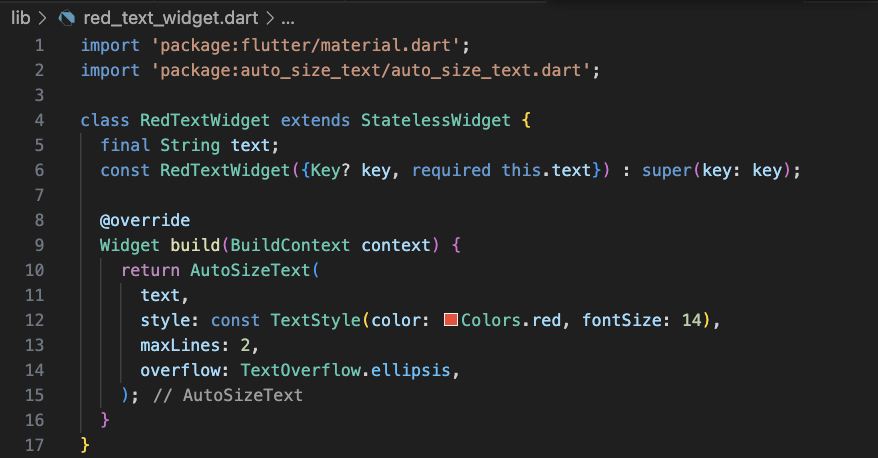 lib > red_text_widget.dart > ...
1 import 'package:flutter/material.dart';
2 import 'package:auto_size_text/auto_size_text.dart';
3
4 class RedTextWidget extends StatelessWidget {
5   final String text;
6   const RedTextWidget({Key? key, required this.text}) : super(key: key);
7
8   @override
9   Widget build(BuildContext context) {
10     return AutoSizeText(
11       text,
12       style: const TextStyle(color: Colors.red, fontSize: 14),
13       maxLines: 2,
14       overflow: TextOverflow.ellipsis,
15     ); // AutoSizeText
16   }
17 }